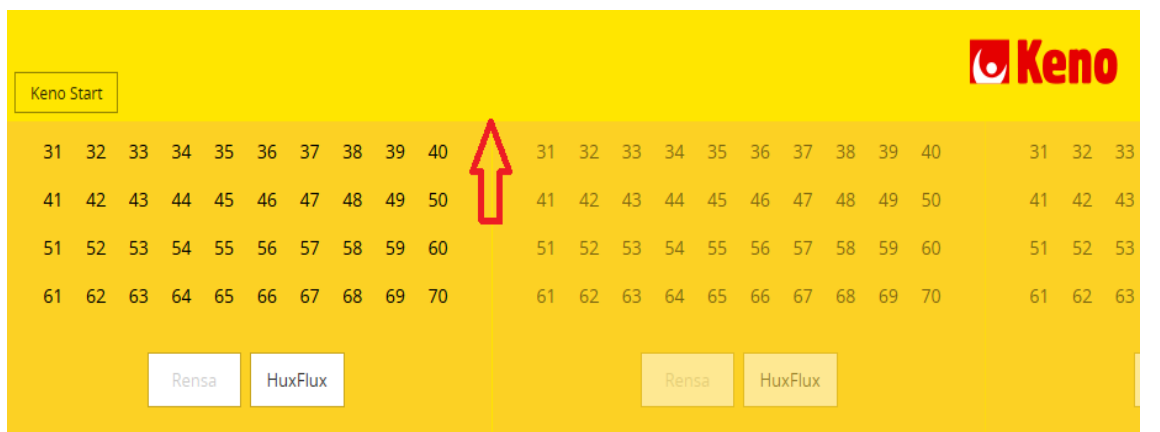 Keno
Keno Start
31 32 33 34 35 36 37 38 39 40
41 42 43 44 45 46 47 48 49 50
51 52 53 54 55 56 57 58 59 60
61 62 63 64 65 66 67 68 69 70
Rensa HuxFlux
31 32 33 34 35 36 37 38 39 40
41 42 43 44 45 46 47 48 49 50
51 52 53 54 55 56 57 58 59 60
61 62 63 64 65 66 67 68 69 70
Rensa HuxFlux
31 32 33
41 42 43
51 52 53
61 62 63